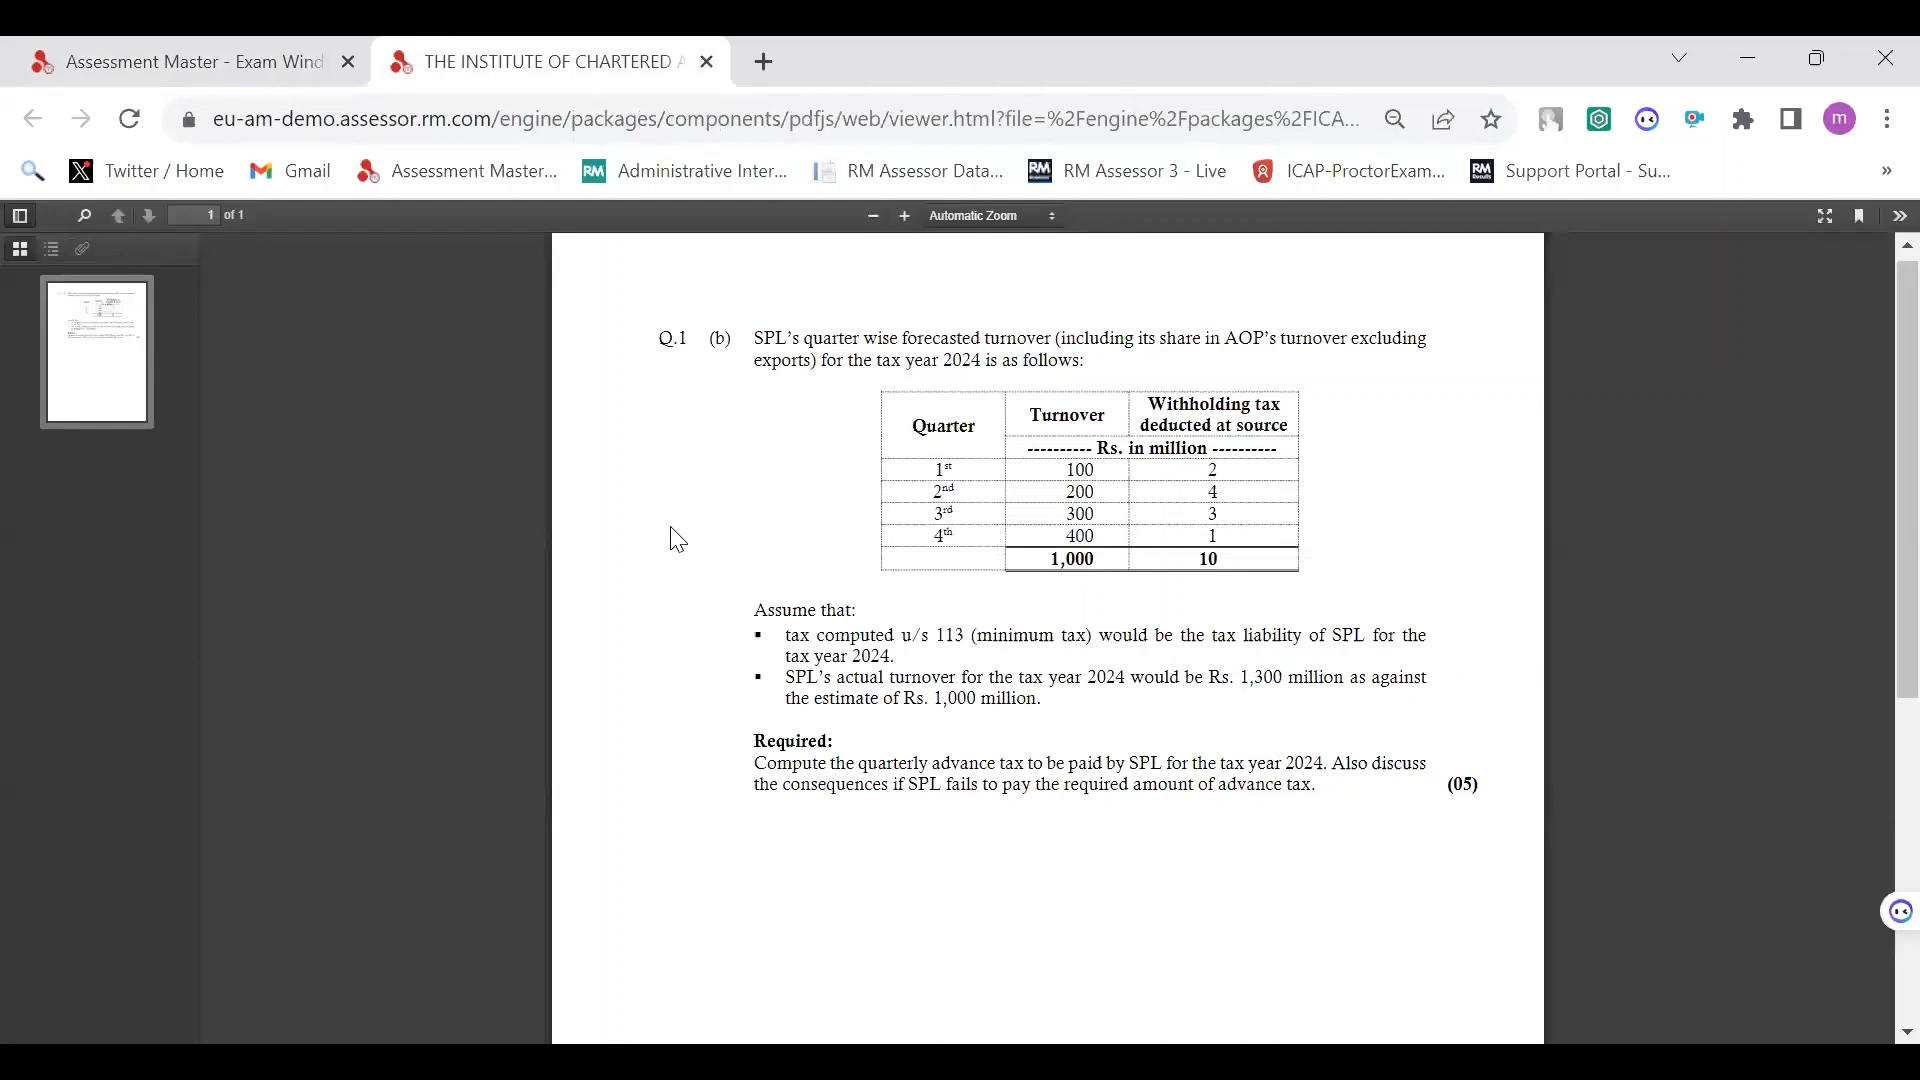 Assessment Master - Exam Wind
THE INSTITUTE OF CHARTERED A
eu-am-demo.assessor.rm.com/engine/packages/components/pdfjs/web/viewer.html?file=%2Fengine%2Fpackages%2FICA...
m
Twitter / Home
Gmail
Assessment Master...
RM
Administrative Inter...
RM Assessor Data...
RM
RM Assessor 3 - Live
ICAP-ProctorExam...
RM
Results
Support Portal - Su...
»
1 of 1
Automatic Zoom
Q.1 (b) SPL's quarter wise forecasted turnover (including its share in AOP's turnover excluding
exports) for the tax year 2024 is as follows:
Quarter Turnover Withholding tax
deducted at source
---------- Rs. in million ----------
1st 100 2
2nd 200 4
3rd 300 3
4th 400 1
1,000 10
Assume that:
▪ tax computed u/s 113 (minimum tax) would be the tax liability of SPL for the
tax year 2024.
▪ SPL's actual turnover for the tax year 2024 would be Rs. 1,300 million as against
the estimate of Rs. 1,000 million.
Required:
Compute the quarterly advance tax to be paid by SPL for the tax year 2024. Also discuss
the consequences if SPL fails to pay the required amount of advance tax. (05)